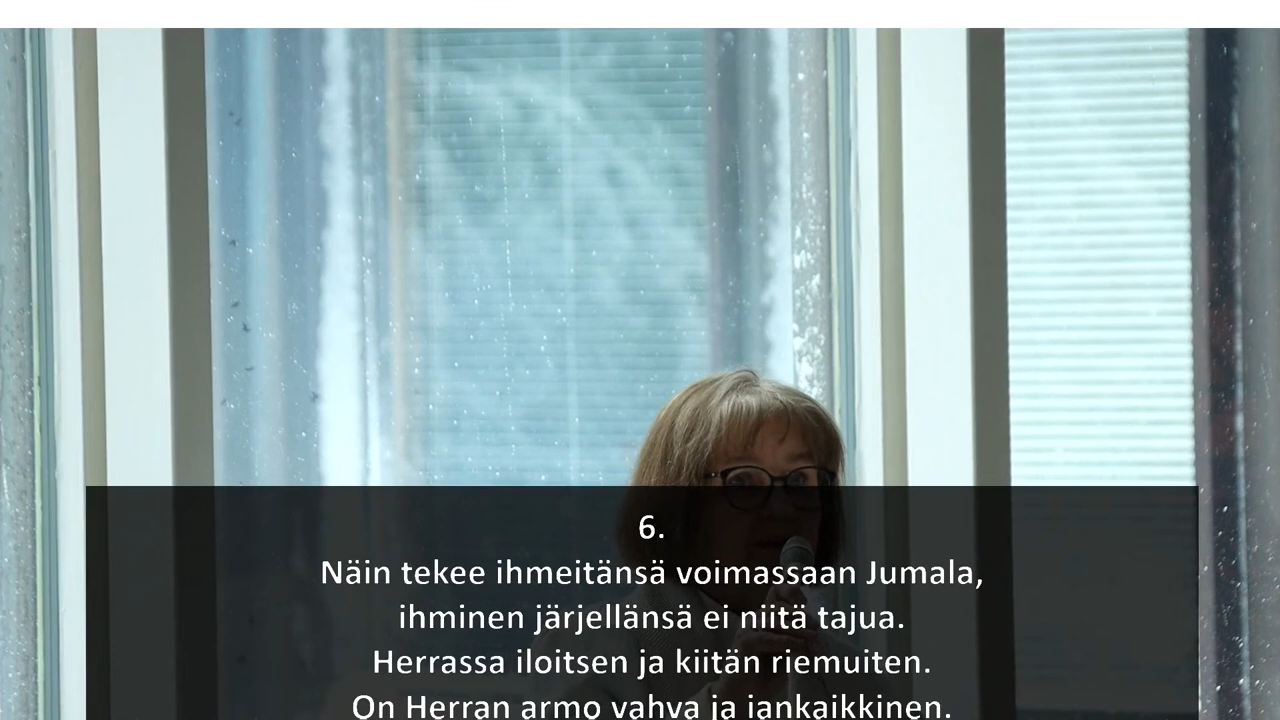 6.
Näin tekee ihmeitänsä voimassaan Jumala,
ihminen järjellänsä ei niitä tajua.
Herrassa iloitsen ja kiitän riemuiten.
On Herran armo vahva ja iankaikkinen.